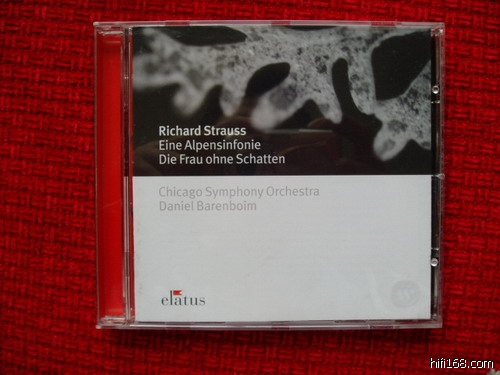 Richard Strauss
Eine Alpensinfonie
Die Frau ohne Schatten
Chicago Symphony Orchestra
Daniel Barenboim
elatus
hifi168.com